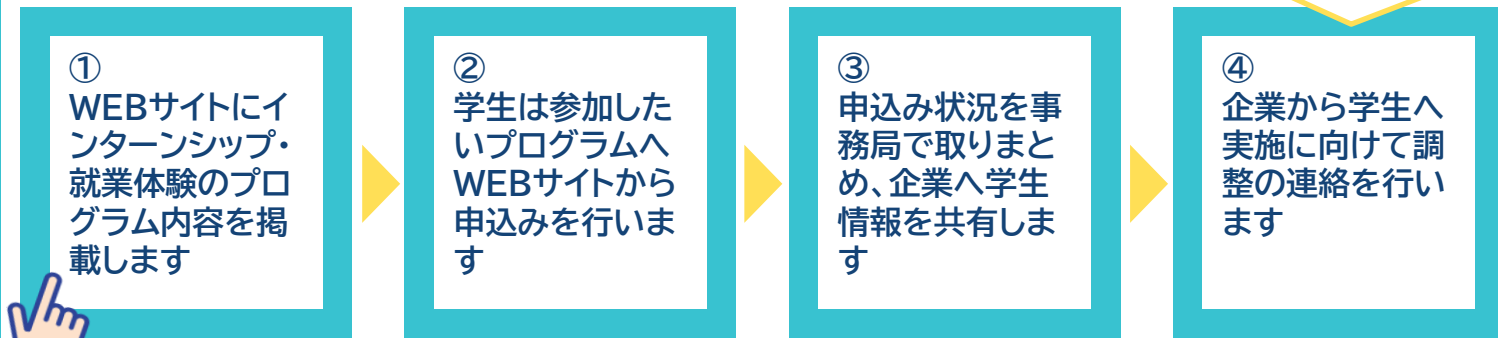 ①
WEBサイトにイ
ンターンシップ・
就業体験のプロ
グラム内容を掲
載します
②
学生は参加した
いプログラムへ
WEBサイトから
申込みを行いま
す
③
申込み状況を事
務局で取りまと
め、企業へ学生
情報を共有しま
す
④
企業から学生へ
実施に向けて調
整の連絡を行い
ます